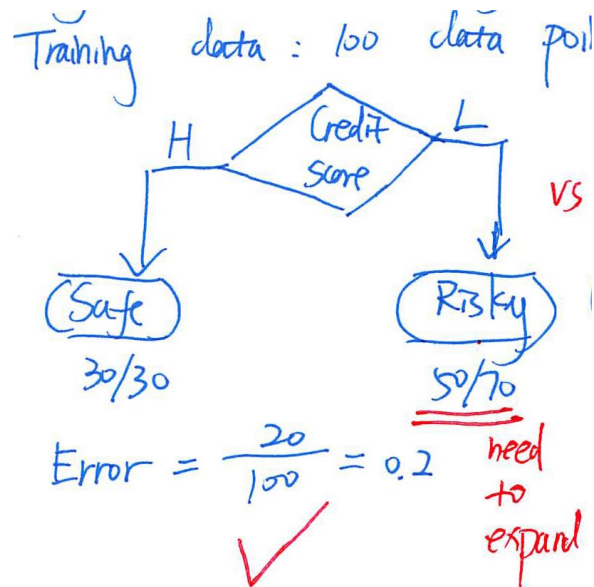 Training data : 100 data poi
Credit
score
H
L
vs
Safe
Risky
30/30
50/70
Error = 20/100 = 0.2
need
to
expand